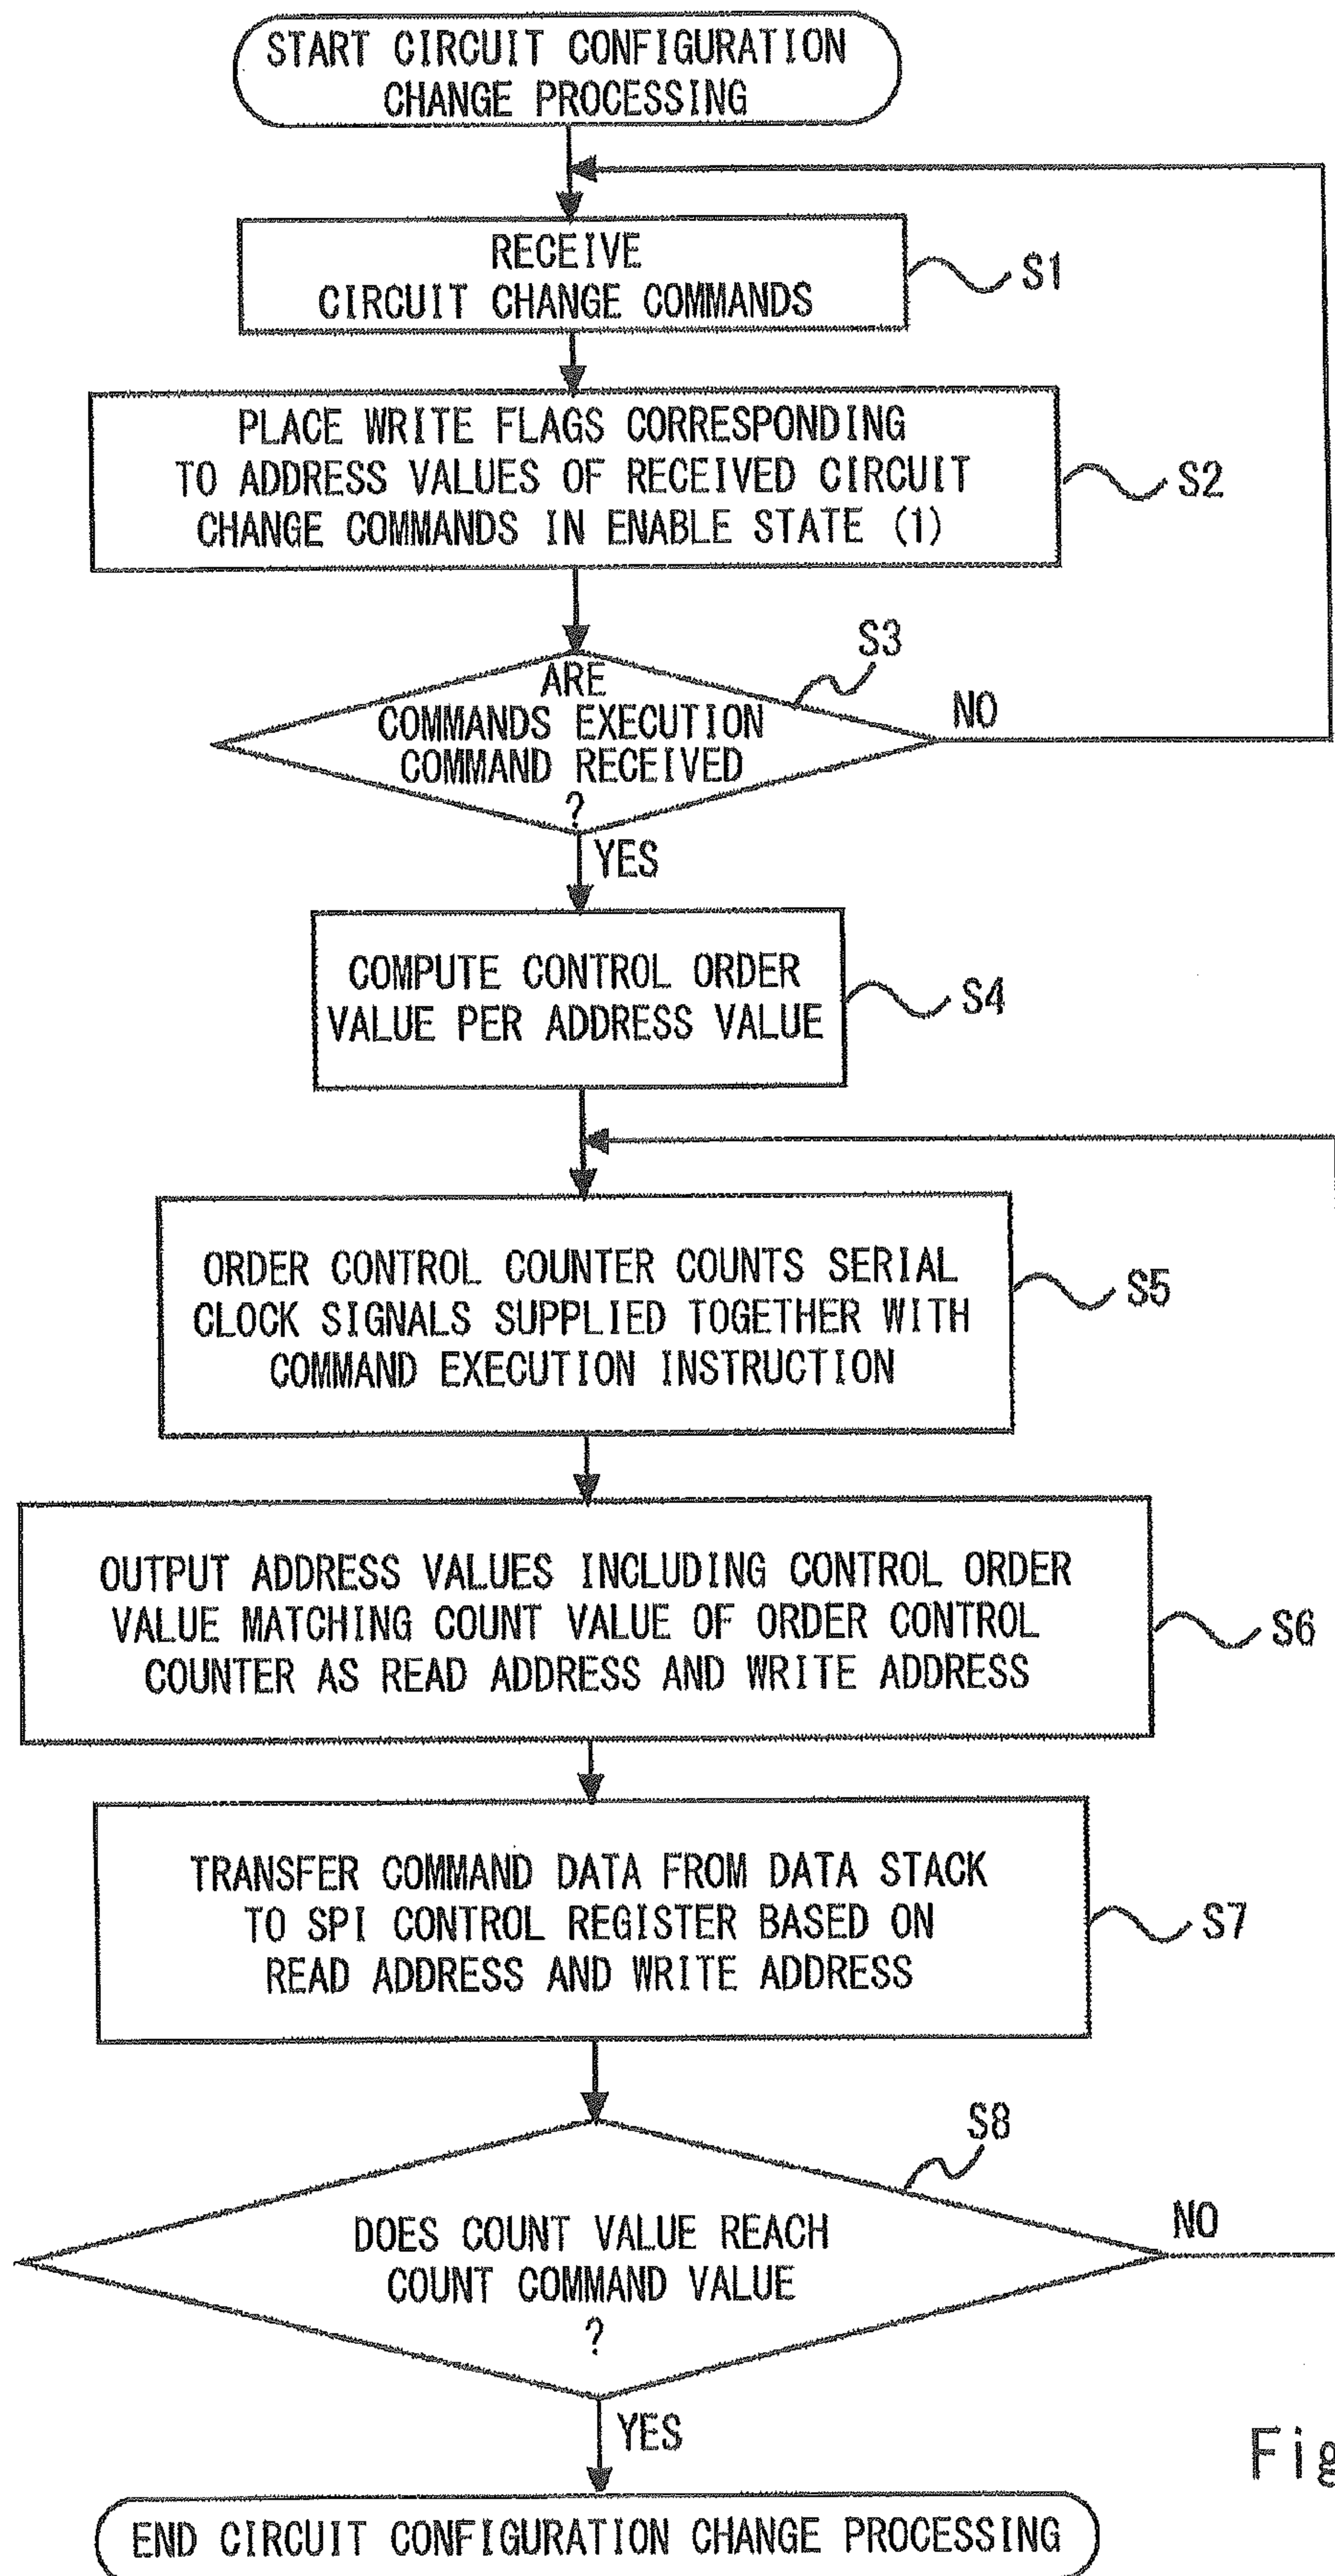 START CIRCUIT CONFIGURATION
CHANGE PROCESSING
RECEIVE
CIRCUIT CHANGE COMMANDS
S1
PLACE WRITE FLAGS CORRESPONDING
TO ADDRESS VALUES OF RECEIVED CIRCUIT
CHANGE COMMANDS IN ENABLE STATE (1)
S2
S3
ARE
COMMANDS EXECUTION
COMMAND RECEIVED
?
NO
YES
COMPUTE CONTROL ORDER
VALUE PER ADDRESS VALUE
S4
ORDER CONTROL COUNTER COUNTS SERIAL
CLOCK SIGNALS SUPPLIED TOGETHER WITH
COMMAND EXECUTION INSTRUCTION
S5
OUTPUT ADDRESS VALUES INCLUDING CONTROL ORDER
VALUE MATCHING COUNT VALUE OF ORDER CONTROL
COUNTER AS READ ADDRESS AND WRITE ADDRESS
S6
TRANSFER COMMAND DATA FROM DATA STACK
TO SPI CONTROL REGISTER BASED ON
READ ADDRESS AND WRITE ADDRESS
S7
S8
DOES COUNT VALUE REACH
COUNT COMMAND VALUE
?
NO
YES
Fig
END CIRCUIT CONFIGURATION CHANGE PROCESSING